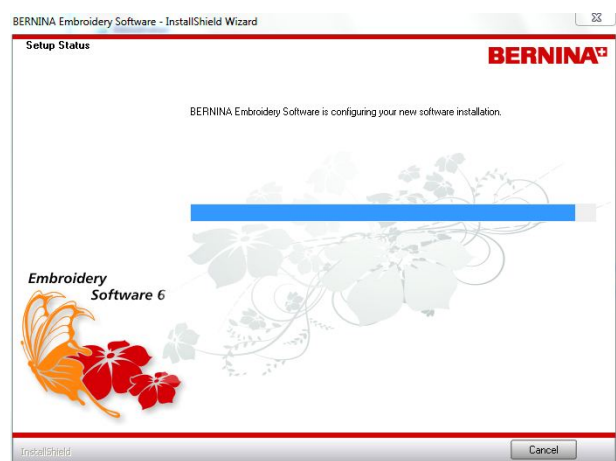 BERNINA Embroidery Software - InstallShield Wizard
Setup Status
BERNINA
BERNINA Embroidery Software is configuring your new software installation.
Embroidery
Software 6
InstallShield
Cancel